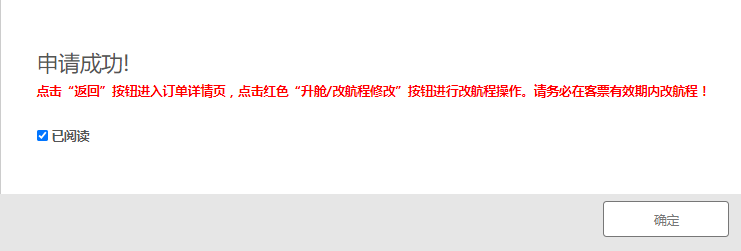 申请成功!
点击“返回”按钮进入订单详情页，点击红色“升舱/改航程修改”按钮进行改航程操作。请务必在客票有效期内改航程！
已阅读
确定